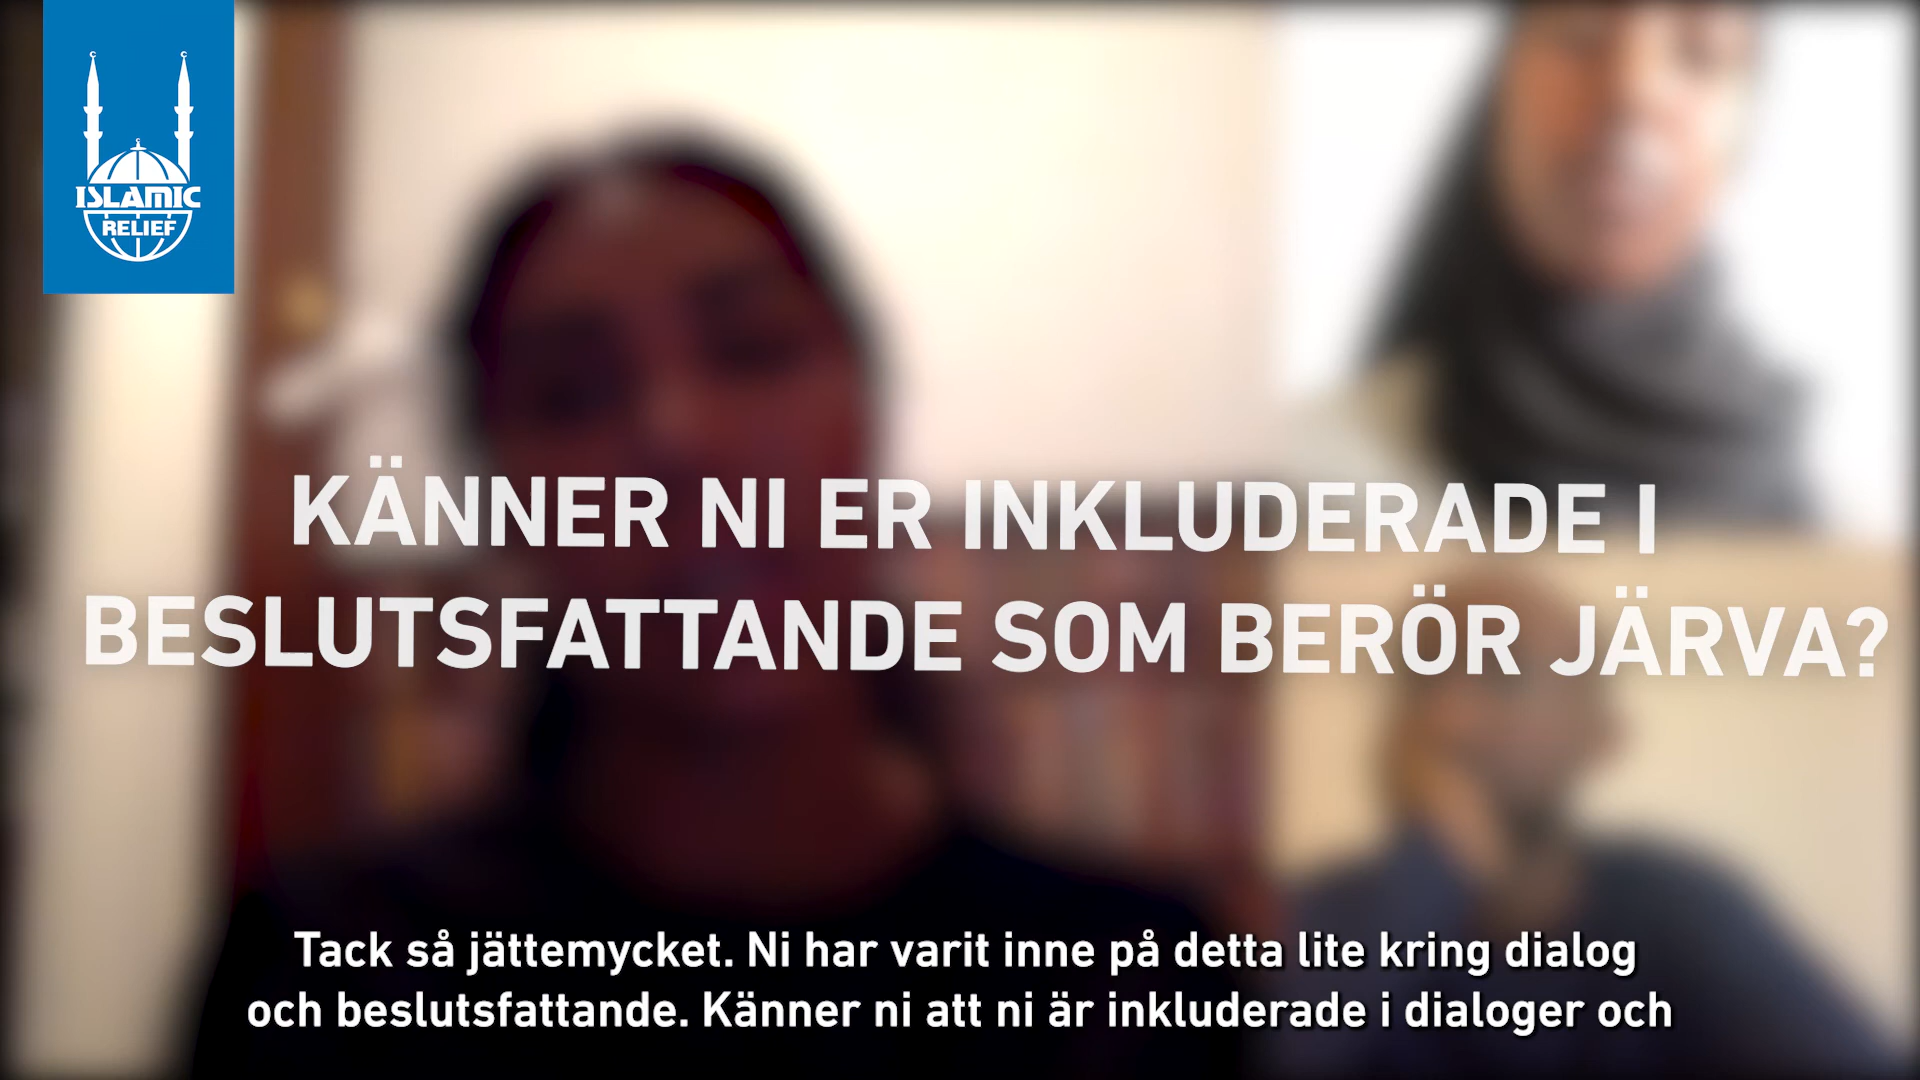 ISLAMIC
RELIEF
KÄNNER NI ER INKLUDERADE I
BESLUTSFATTANDE SOM BERÖR JÄRVA?
Tack så jättemycket. Ni har varit inne på detta lite kring dialog
och beslutsfattande. Känner ni att ni är inkluderade i dialoger och